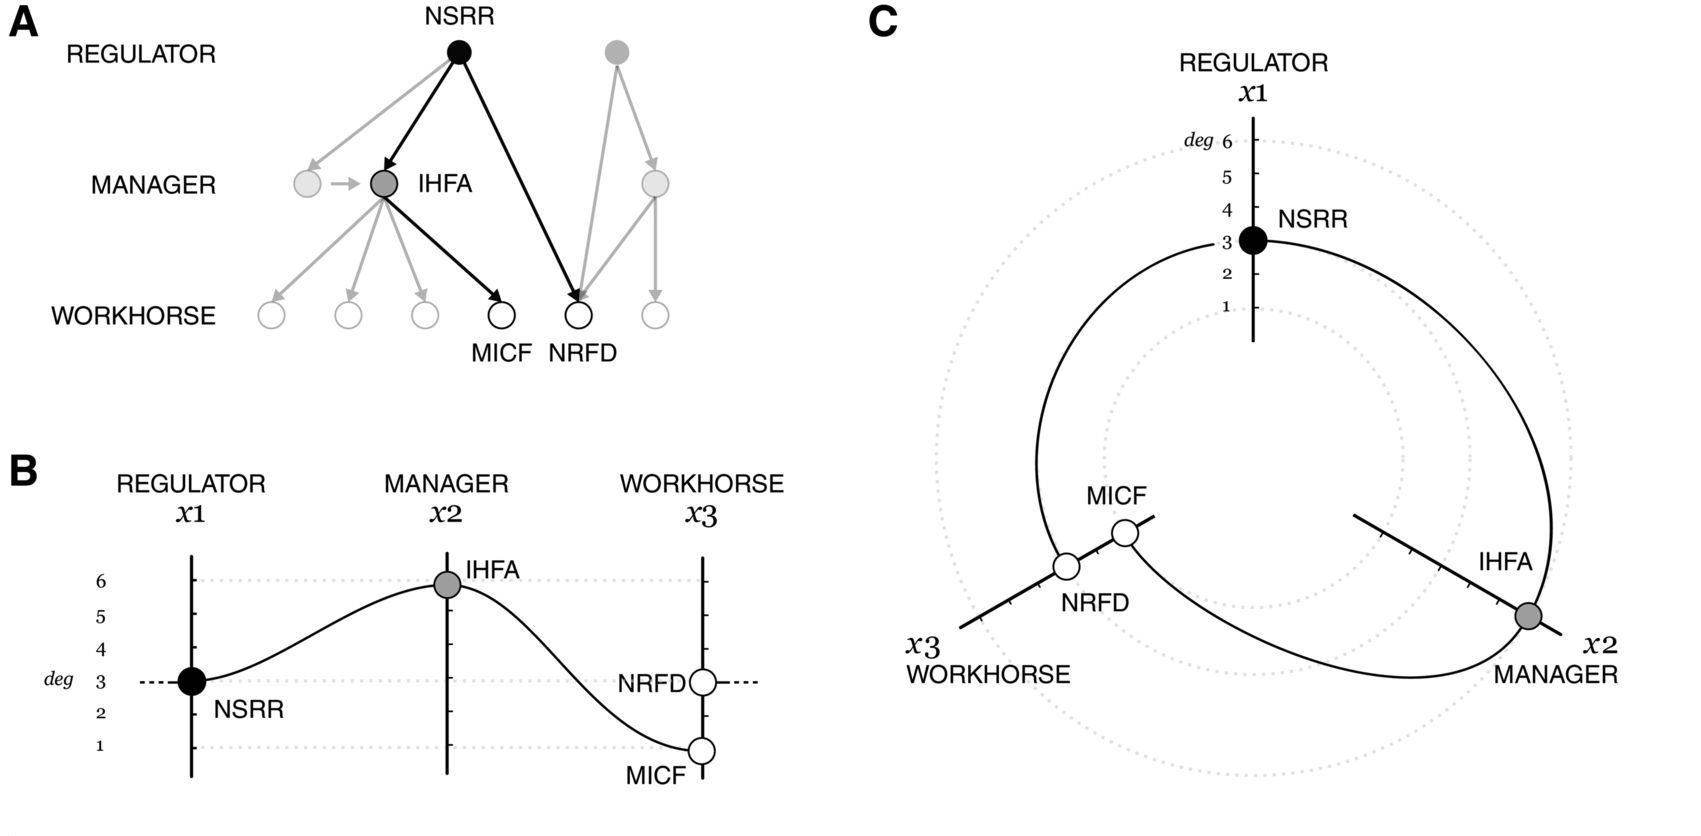 A
NSRR
REGULATOR
MANAGER
IHFA
WORKHORSE
MICF NRFD
B
REGULATOR MANAGER WORKHORSE
x1 x2 x3
6
IHFA
5
4
deg 3
NRFD
NSRR
2
1
MICF
C
REGULATOR
x1
deg 6
5
4
NSRR
3
2
1
MICF
IHFA
NRFD
x3
x2
WORKHORSE
MANAGER